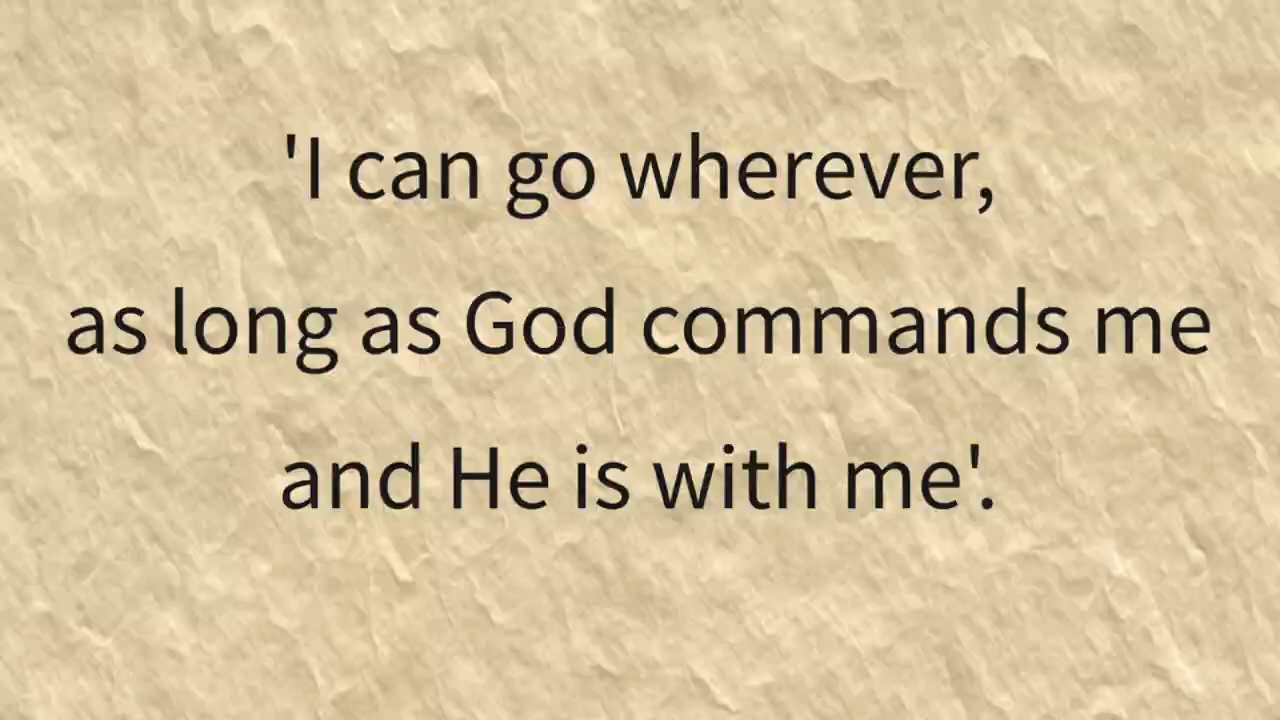 'I can go wherever,
as long as God commands me
and He is with me'.